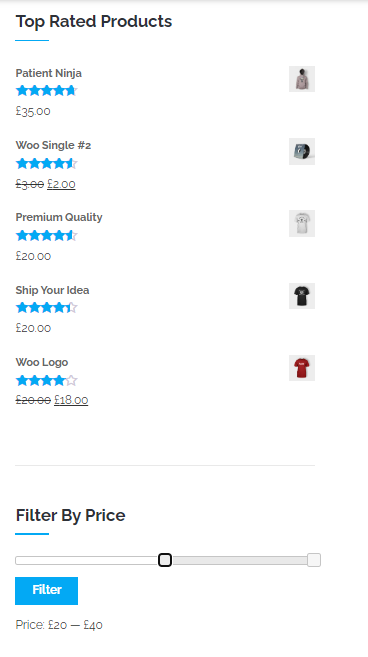 Top Rated Products
Patient Ninja
£35.00
Woo Single #2
£3.00 £2.00
Premium Quality
£20.00
Ship Your Idea
£20.00
Woo Logo
£20.00 £18.00
Filter By Price
Filter
Price: £20 — £40